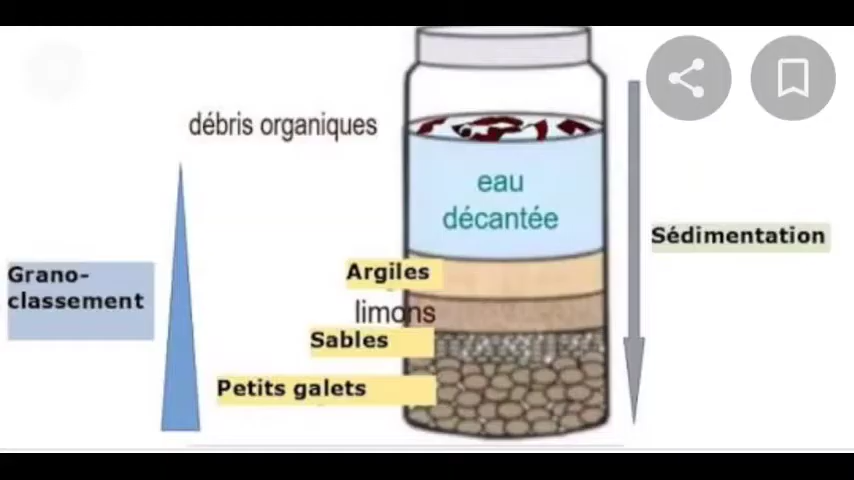 débris organiques
eau
décantée
Sédimentation
Grano-
classement
Argiles
limons
Sables
Petits galets